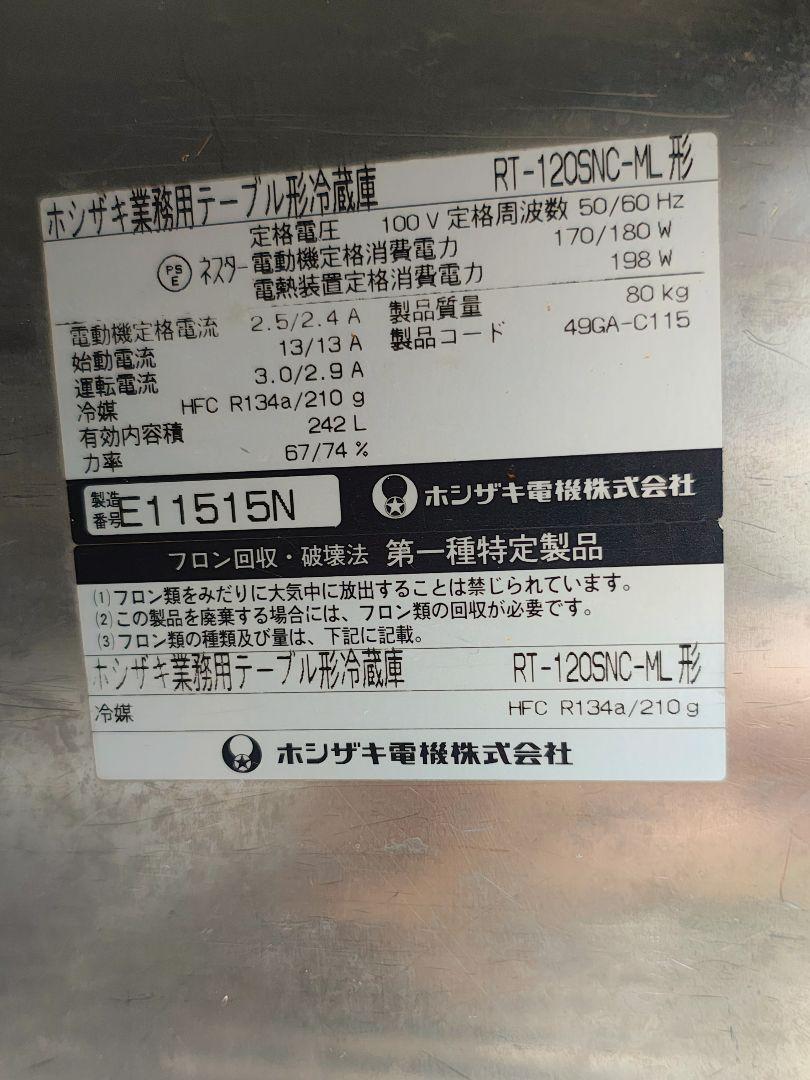 ホシザキ業務用テーブル形冷蔵庫 RT-120SNC-ML形
定格電圧 100V 定格周波数 50/60Hz
PSE ネスター 電動機定格消費電力 170/180W
電熱装置定格消費電力 198W
電動機定格電流 2.5/2.4A 製品質量 80kg
始動電流 13/13A 製品コード 49GA-C115
運転電流 3.0/2.9A
冷媒 HFC R134a/210g
有効内容積 242L
力率 67/74%
製造番号 E11515N ホシザキ電機株式会社
フロン回収・破壊法 第一種特定製品
(1)フロン類をみだりに大気中に放出することは禁じられています。
(2)この製品を廃棄する場合には、フロン類の回収が必要です。
(3)フロン類の種類及び量は、下記に記載。
ホシザキ業務用テーブル形冷蔵庫 RT-120SNC-ML形
冷媒 HFC R134a/210g
ホシザキ電機株式会社